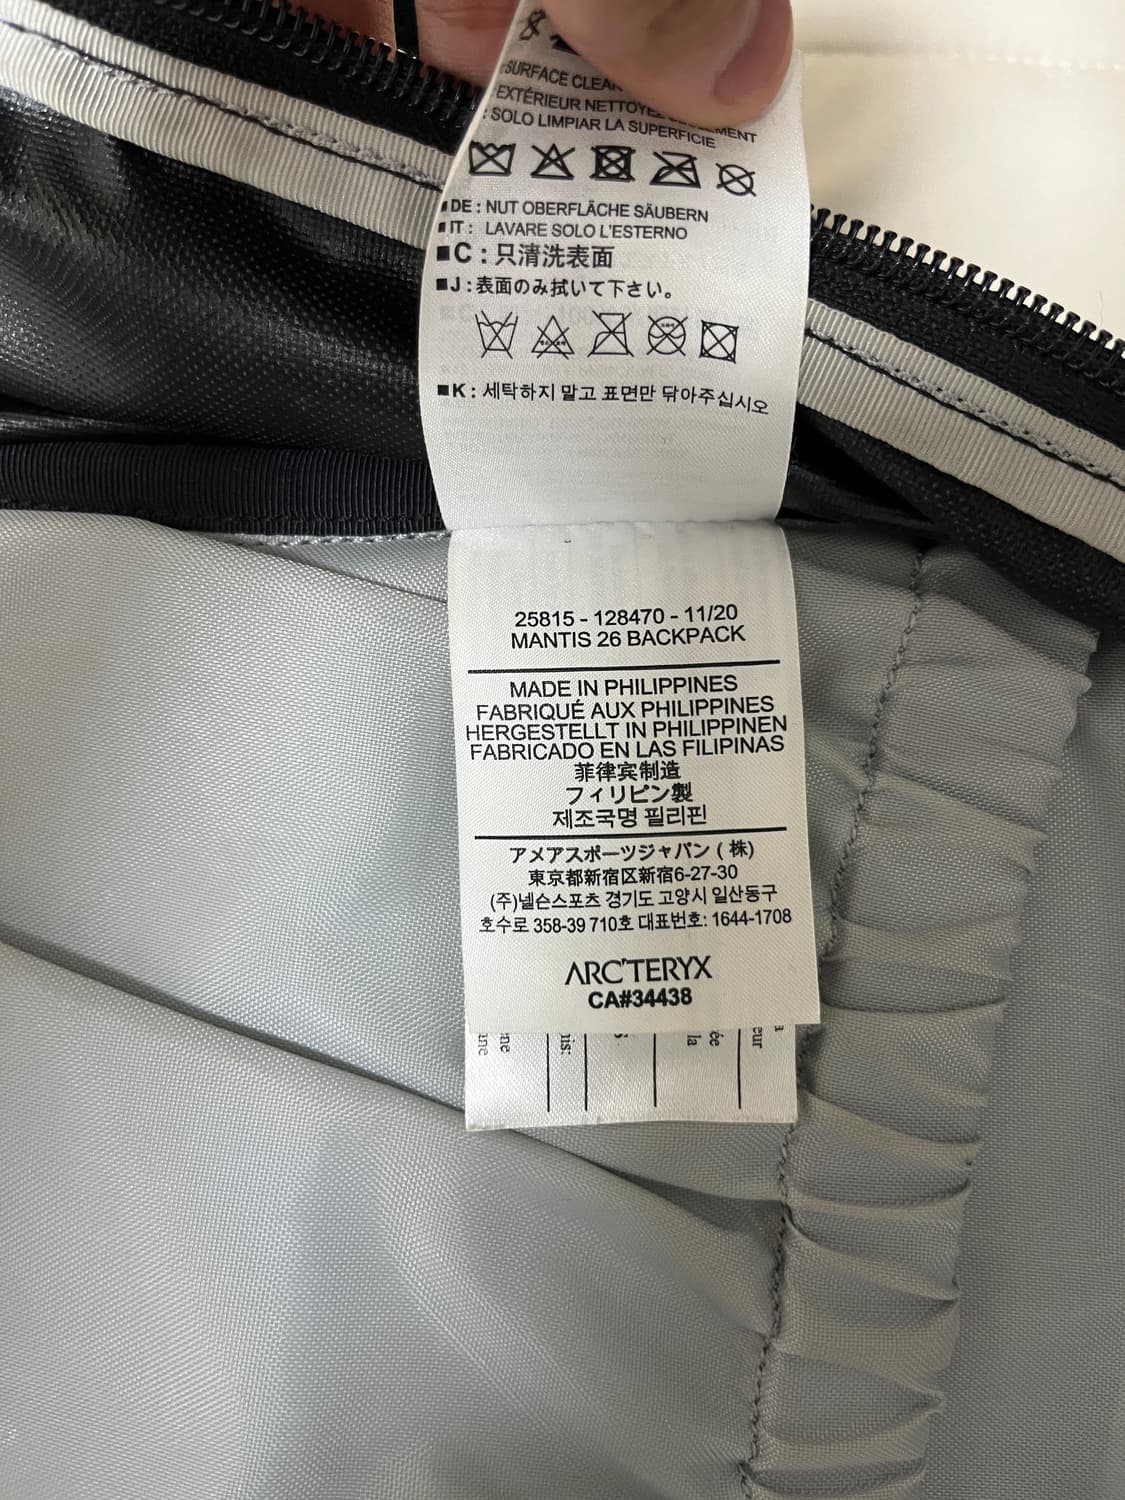 SURFACE CLEAN
EXTÉRIEUR NETTOYEZ
: SOLO LIMPIAR LA SUPERFICIE
■DE : NUT OBERFLÄCHE SÄUBERN
■IT : LAVARE SOLO L'ESTERNO
■C : 只清洗表面
■J : 表面のみ拭いて下さい。
■K : 세탁하지 말고 표면만 닦아주십시오
25815 - 128470 - 11/20
MANTIS 26 BACKPACK
MADE IN PHILIPPINES
FABRIQUÉ AUX PHILIPPINES
HERGESTELLT IN PHILIPPINEN
FABRICADO EN LAS FILIPINAS
菲律宾制造
フィリピン製
제조국명 필리핀
アメアスポーツジャパン ( 株)
東京都新宿区新宿6-27-30
(주)넬슨스포츠 경기도 고양시 일산동구
호수로 358-39 710호 대표번호: 1644-1708
ARC'TERYX
CA#34438